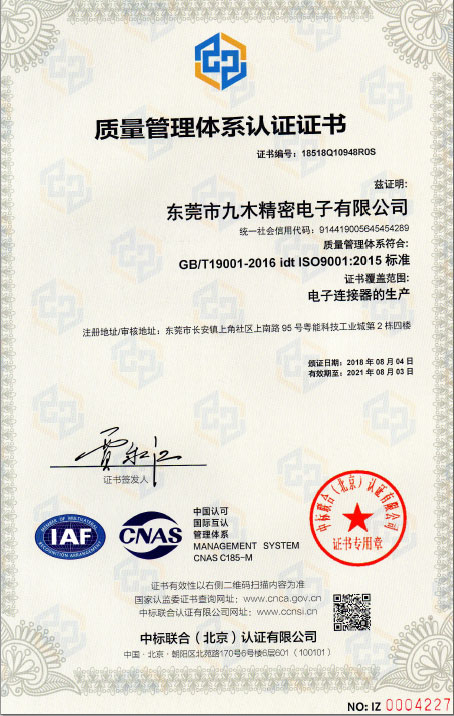 质量管理体系认证证书
证书编号：18518Q10948R0S
兹证明：
东莞市九木精密电子有限公司
统一社会信用代码：914419005645454289
质量管理体系符合：
GB/T19001-2016 idt ISO9001:2015 标准
证书覆盖范围：
电子连接器的生产
注册地址/审核地址：东莞市长安镇上角社区上南路 95 号粤能科技工业城第 2 栋四楼
颁证日期：2018 年 08 月 04 日
有效期至：2021 年 08 月 03 日
证书签发人
MEMBER OF MULTILATERAL
IAF
RECOGNITION ARRANGEMENT
CNAS
中国认可
国际互认
管理体系
MANAGEMENT SYSTEM
CNAS C185-M
中标联合（北京）认证有限公司
证书专用章
证书有效性以右侧二维码扫描内容为准
国家认监委证书查询网址：www.cnca.gov.cn
中标联合认证有限公司网址：www.ccnsi.cn
中标联合（北京）认证有限公司
中国·北京·朝阳区北苑路170号6号楼6层601（100101）
NO: IZ 0004227